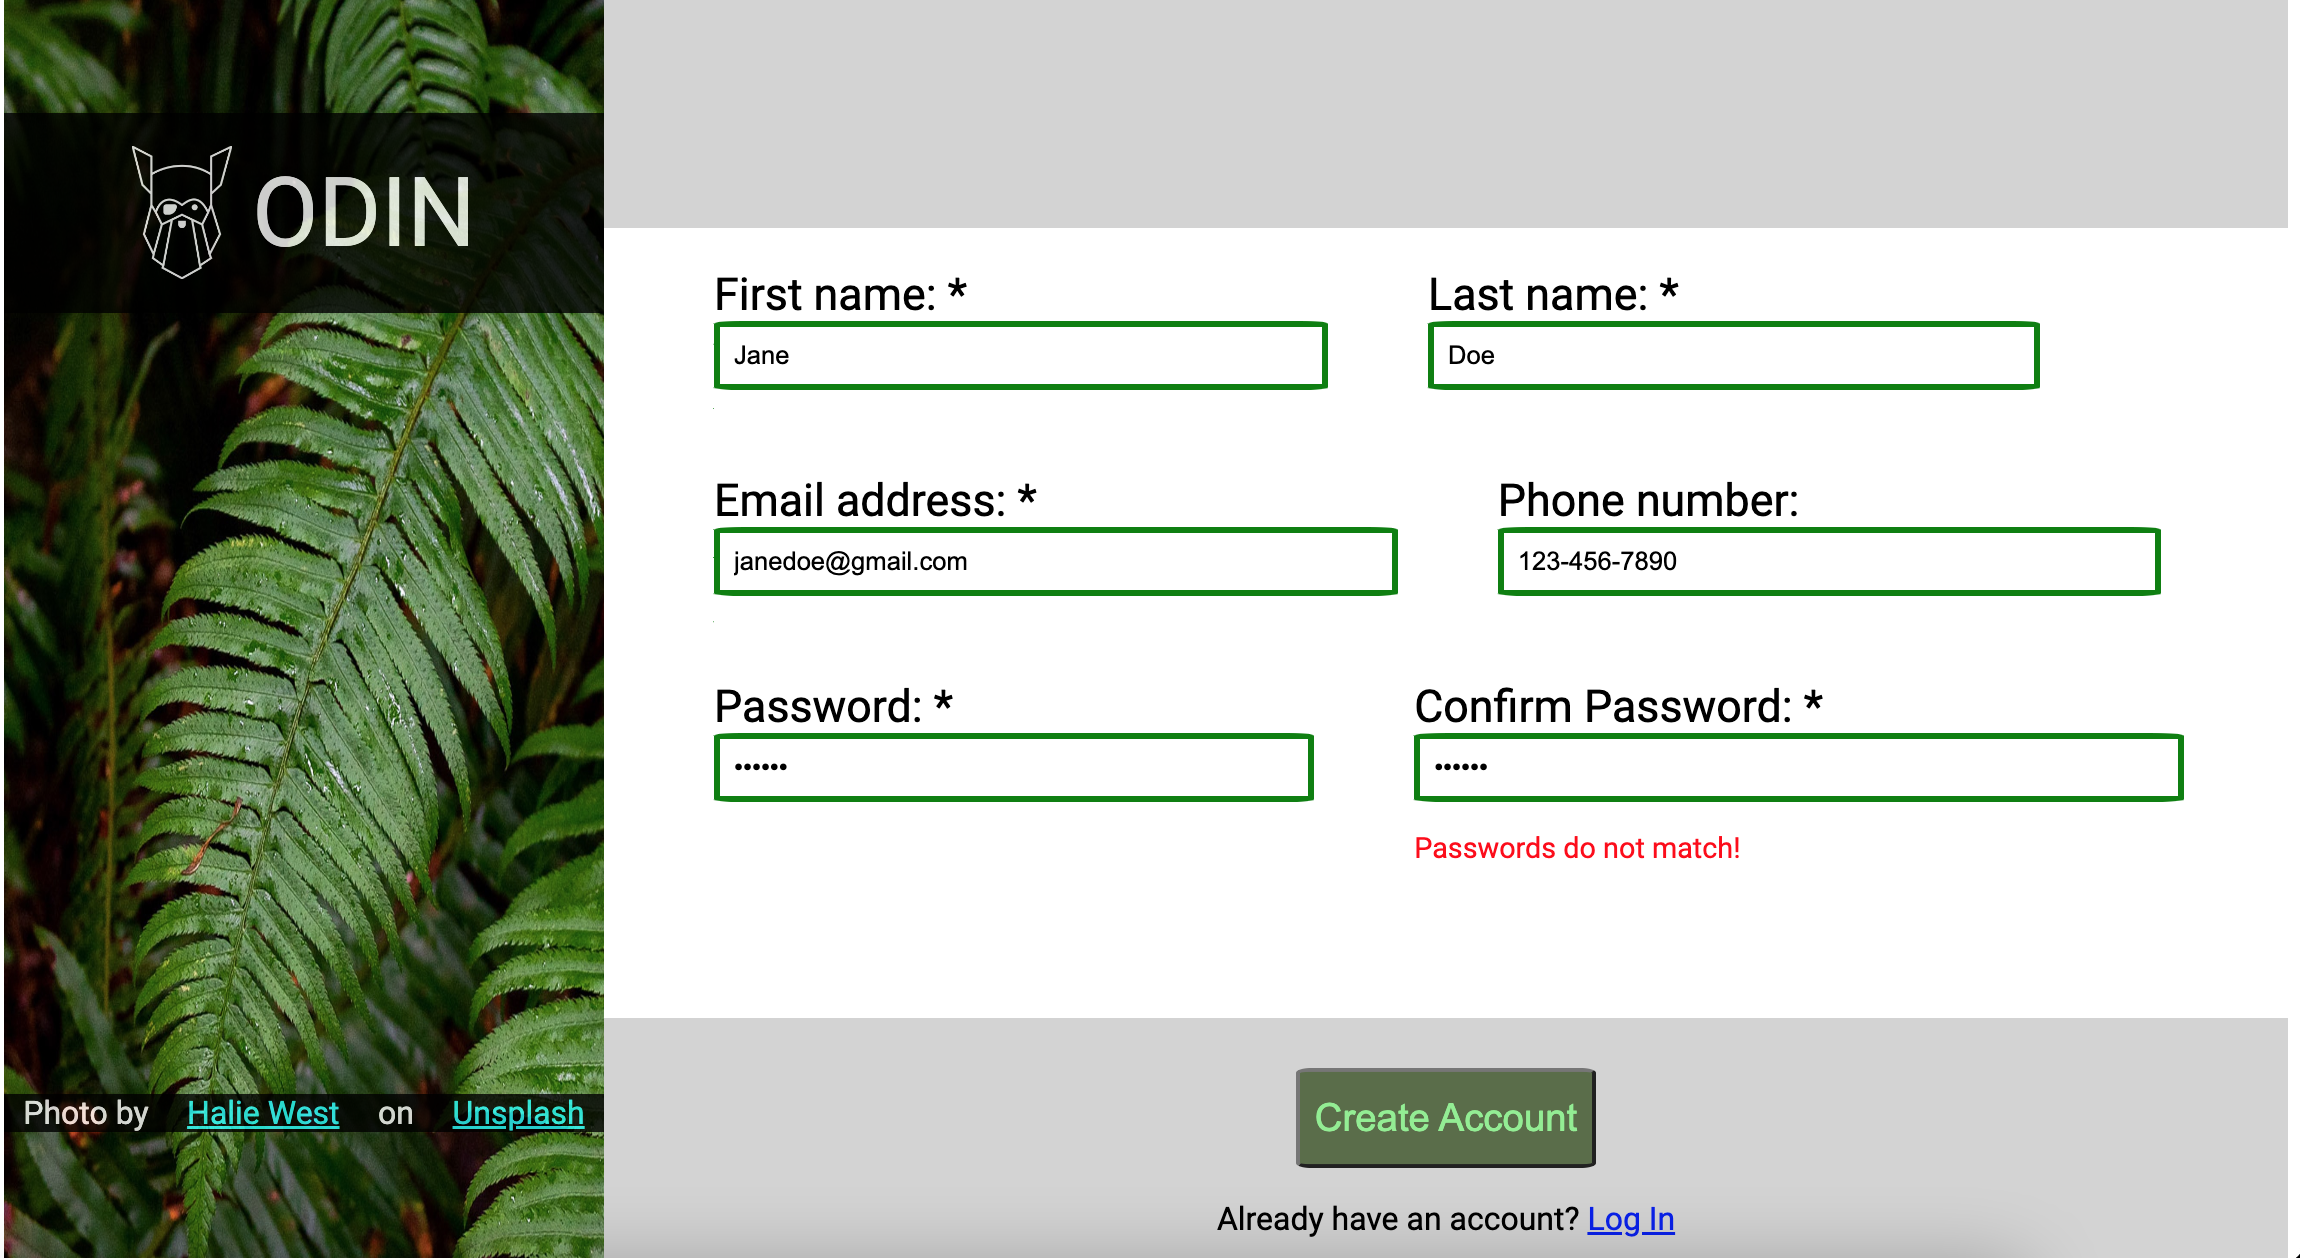 ODIN
First name: *
Last name: *
Jane
Doe
Email address: *
Phone number:
janedoe@gmail.com
123-456-7890
Password: *
Confirm Password: *
••••••
••••••
Passwords do not match!
Photo by Halie West on Unsplash
Create Account
Already have an account? Log In